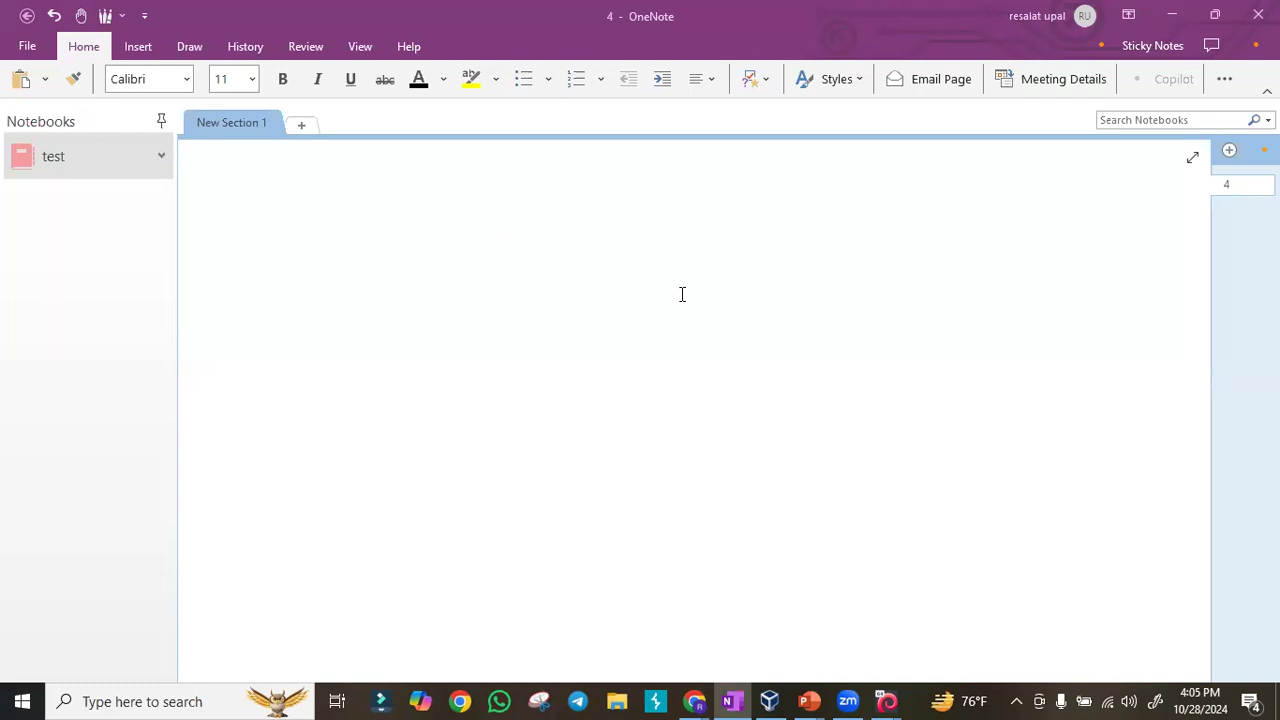 4 - OneNote
resalat upal
RU
File
Home
Insert
Draw
History
Review
View
Help
Sticky Notes
Calibri
11
B
I
U
abc
A
ab
Styles
Email Page
Meeting Details
Copilot
Notebooks
New Section 1
Search Notebooks
test
4
Type here to search
76°F
4:05 PM
10/28/2024
4